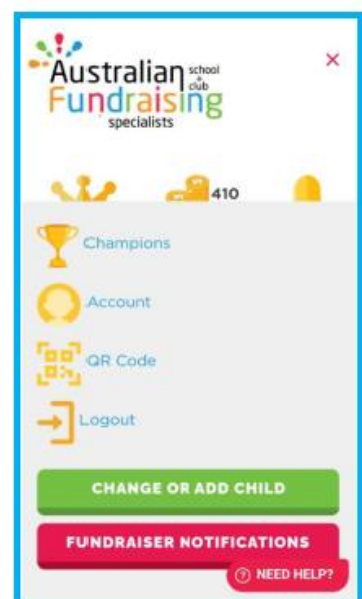 Australian school + club
Fundraising
specialists
×
410
Champions
Account
QR Code
Logout
CHANGE OR ADD CHILD
FUNDRAISER NOTIFICATIONS
? NEED HELP?